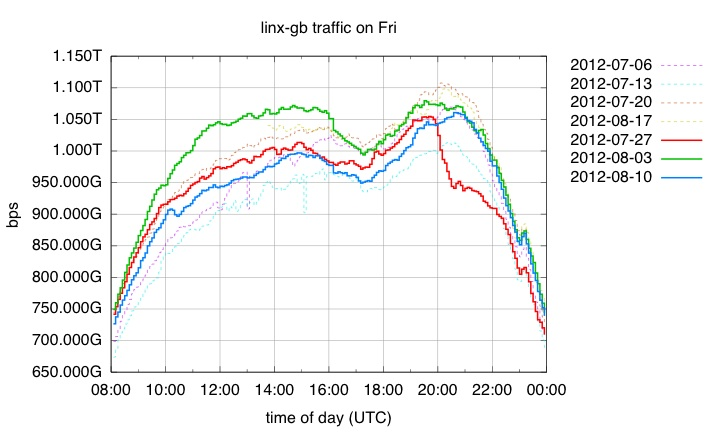 linx-gb traffic on Fri
1.150T
1.100T
1.050T
1.000T
950.000G
900.000G
850.000G
800.000G
750.000G
700.000G
650.000G
bps
08:00 10:00 12:00 14:00 16:00 18:00 20:00 22:00 00:00
time of day (UTC)
2012-07-06
2012-07-13
2012-07-20
2012-08-17
2012-07-27
2012-08-03
2012-08-10